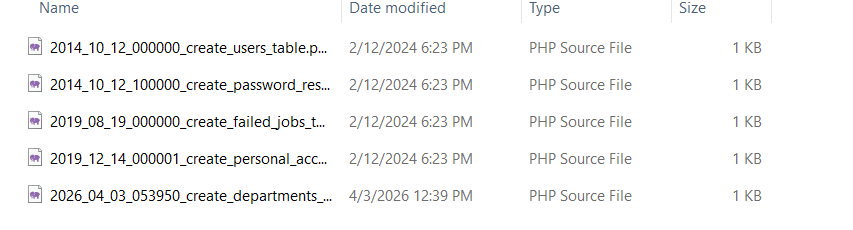 Name Date modified Type Size
2014_10_12_000000_create_users_table.p... 2/12/2024 6:23 PM PHP Source File 1 KB
2014_10_12_100000_create_password_res... 2/12/2024 6:23 PM PHP Source File 1 KB
2019_08_19_000000_create_failed_jobs_t... 2/12/2024 6:23 PM PHP Source File 1 KB
2019_12_14_000001_create_personal_acc... 2/12/2024 6:23 PM PHP Source File 1 KB
2026_04_03_053950_create_departments_... 4/3/2026 12:39 PM PHP Source File 1 KB